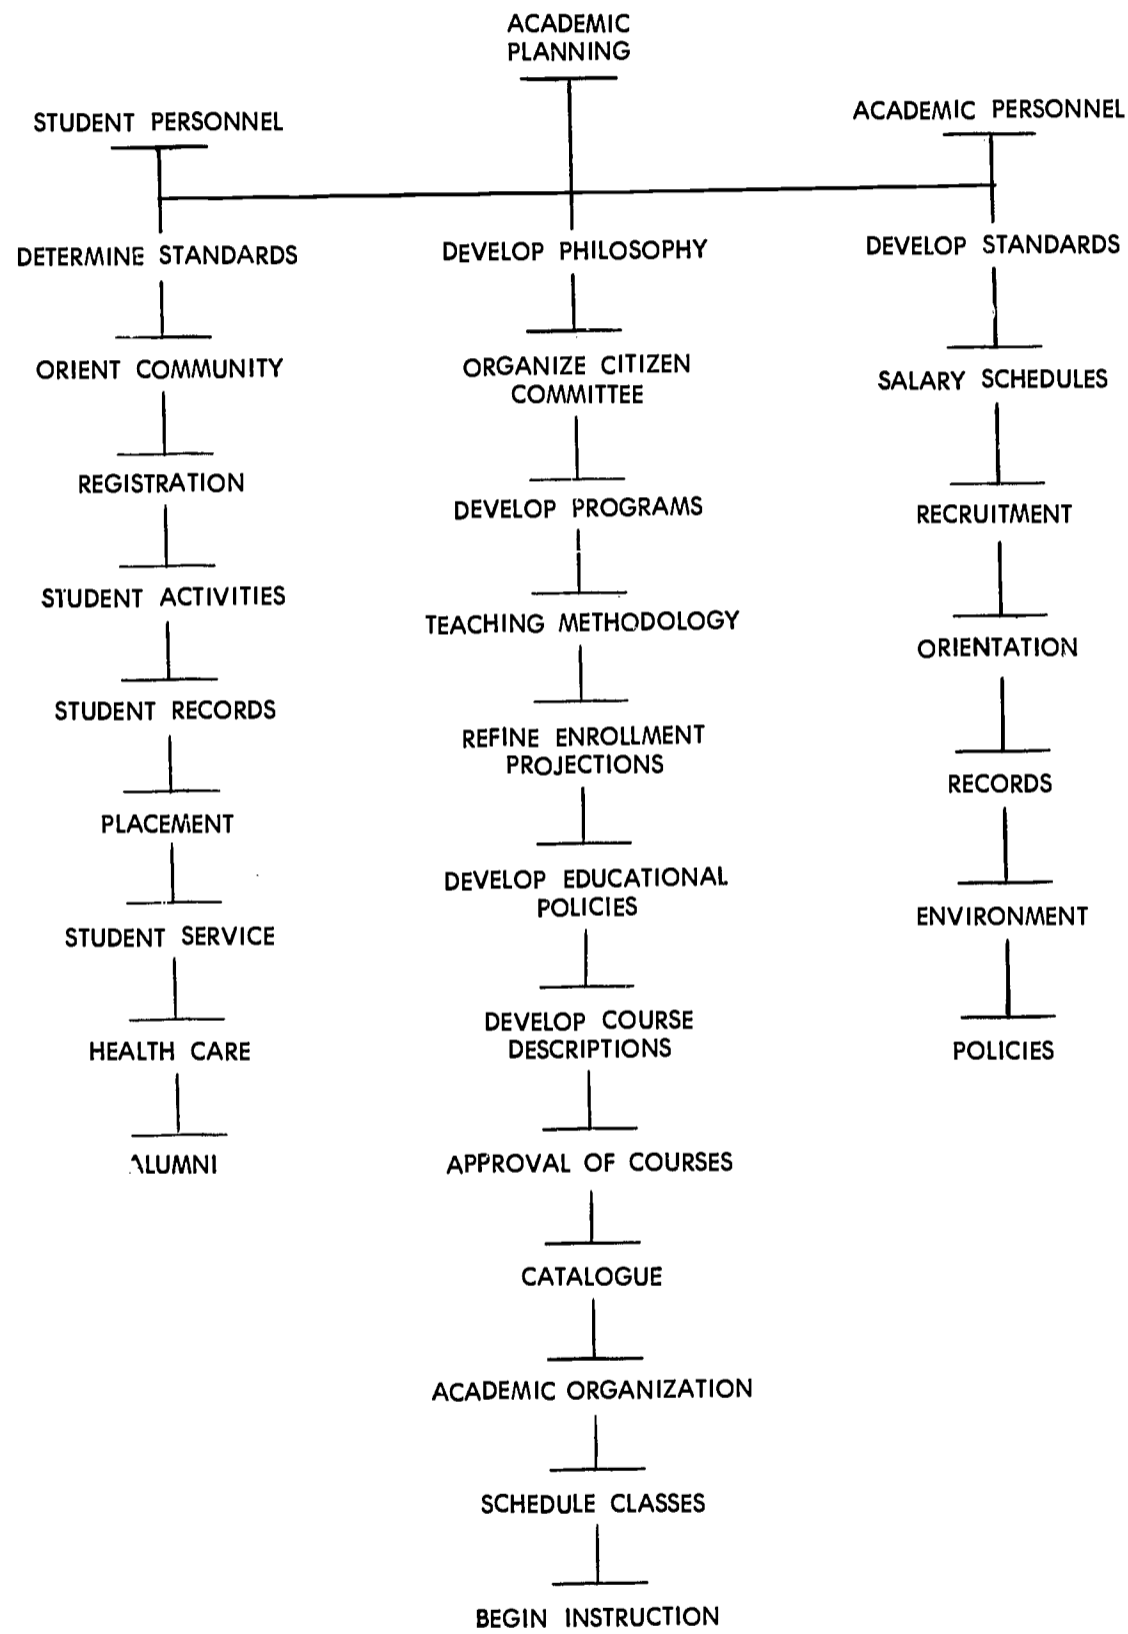 ACADEMIC
PLANNING
STUDENT PERSONNEL
ACADEMIC PERSONNEL
DETERMINE STANDARDS
ORIENT COMMUNITY
REGISTRATION
STUDENT ACTIVITIES
STUDENT RECORDS
PLACEMENT
STUDENT SERVICE
HEALTH CARE
ALUMNI
DEVELOP PHILOSOPHY
ORGANIZE CITIZEN
COMMITTEE
DEVELOP PROGRAMS
TEACHING METHODOLOGY
REFINE ENROLLMENT
PROJECTIONS
DEVELOP EDUCATIONAL
POLICIES
DEVELOP COURSE
DESCRIPTIONS
APPROVAL OF COURSES
CATALOGUE
ACADEMIC ORGANIZATION
SCHEDULE CLASSES
BEGIN INSTRUCTION
DEVELOP STANDARDS
SALARY SCHEDULES
RECRUITMENT
ORIENTATION
RECORDS
ENVIRONMENT
POLICIES